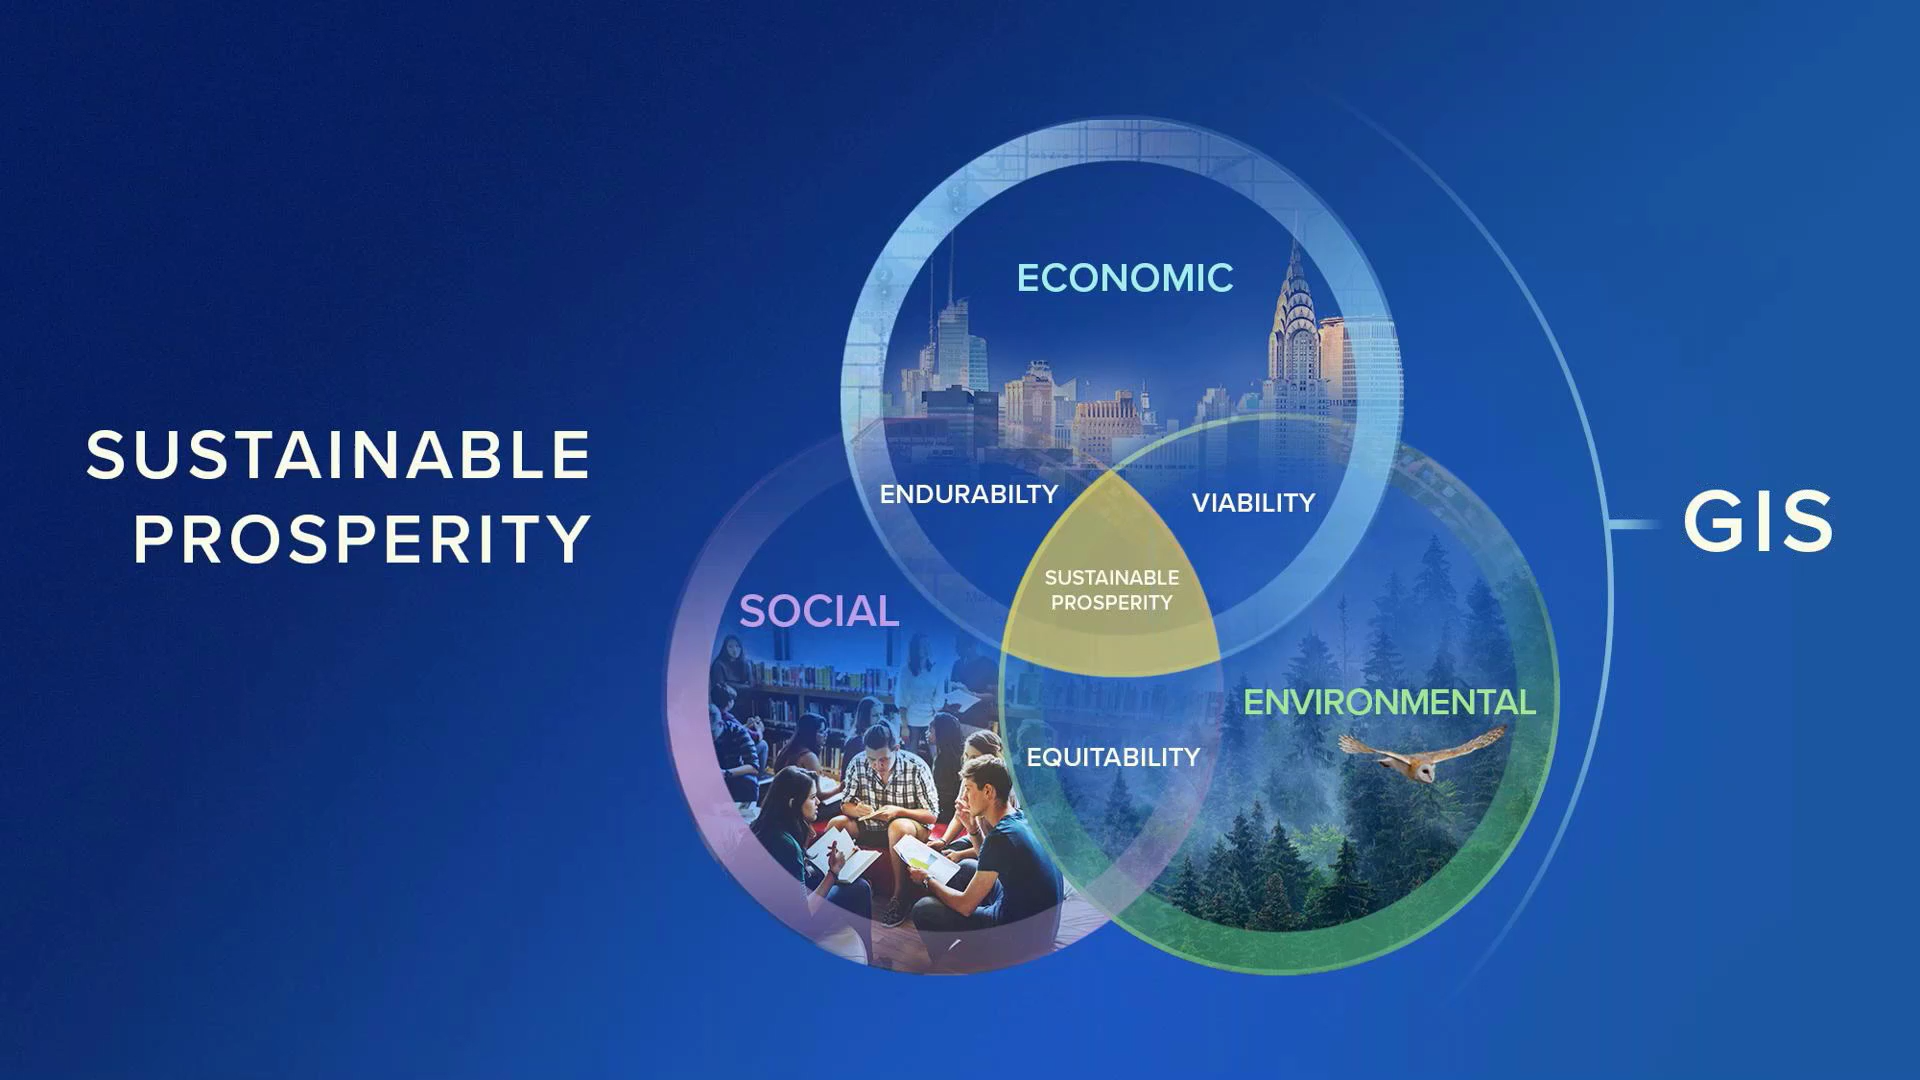 SUSTAINABLE
PROSPERITY
ECONOMIC
ENDURABILTY
VIABILITY
SUSTAINABLE
PROSPERITY
SOCIAL
ENVIRONMENTAL
EQUITABILITY
GIS